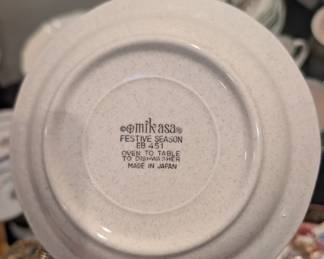 ©mikasa®
FESTIVE SEASON
EB 451
OVEN TO TABLE
TO DISHWASHER
MADE IN JAPAN